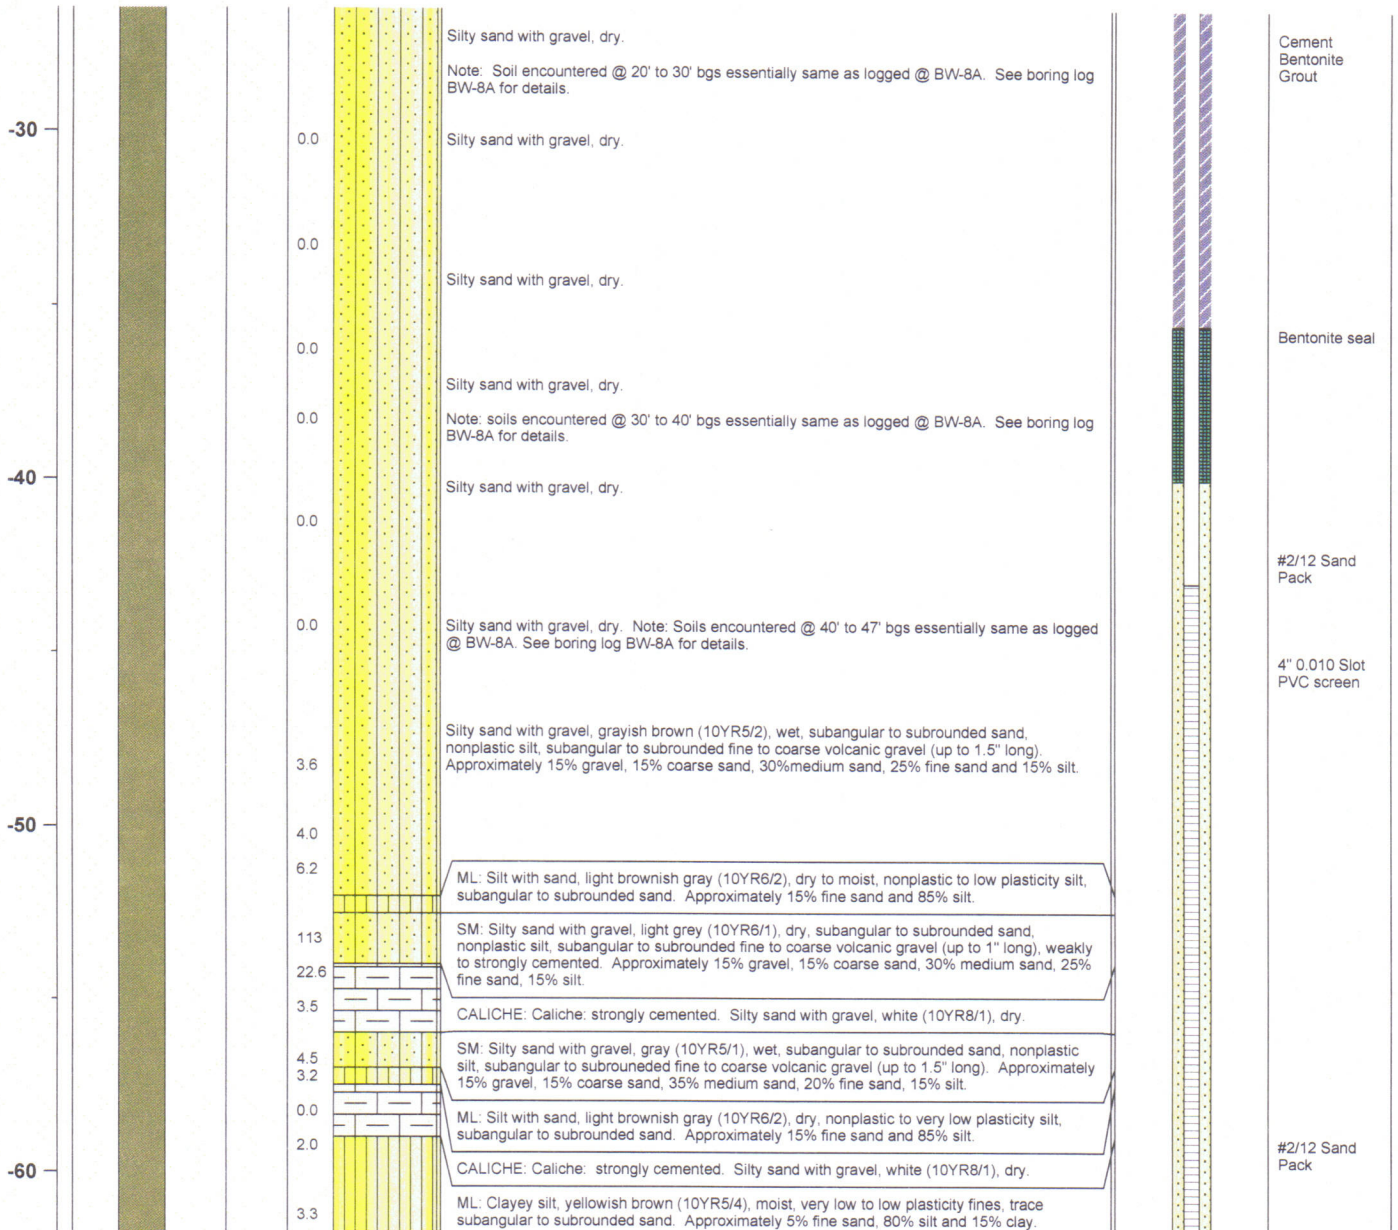 Silty sand with gravel, dry.
Cement
Bentonite
Grout
Note: Soil encountered @ 20' to 30' bgs essentially same as logged @ BW-8A. See boring log
BW-8A for details.
-30
0.0
Silty sand with gravel, dry.
0.0
Silty sand with gravel, dry.
0.0
Bentonite seal
Silty sand with gravel, dry.
0.0
Note: soils encountered @ 30' to 40' bgs essentially same as logged @ BW-8A. See boring log
BW-8A for details.
-40
Silty sand with gravel, dry.
0.0
#2/12 Sand
Pack
0.0
Silty sand with gravel, dry. Note: Soils encountered @ 40' to 47' bgs essentially same as logged
@ BW-8A. See boring log BW-8A for details.
4" 0.010 Slot
PVC screen
Silty sand with gravel, grayish brown (10YR5/2), wet, subangular to subrounded sand,
nonplastic silt, subangular to subrounded fine to coarse volcanic gravel (up to 1.5" long).
Approximately 15% gravel, 15% coarse sand, 30%medium sand, 25% fine sand and 15% silt.
3.6
-50
4.0
6.2
ML: Silt with sand, light brownish gray (10YR6/2), dry to moist, nonplastic to low plasticity silt,
subangular to subrounded sand. Approximately 15% fine sand and 85% silt.
113
SM: Silty sand with gravel, light grey (10YR6/1), dry, subangular to subrounded sand,
nonplastic silt, subangular to subrounded fine to coarse volcanic gravel (up to 1" long), weakly
to strongly cemented. Approximately 15% gravel, 15% coarse sand, 30% medium sand, 25%
fine sand, 15% silt.
22.6
3.5
CALICHE: Caliche: strongly cemented. Silty sand with gravel, white (10YR8/1), dry.
4.5
SM: Silty sand with gravel, gray (10YR5/1), wet, subangular to subrounded sand, nonplastic
silt, subangular to subrouneded fine to coarse volcanic gravel (up to 1.5" long). Approximately
15% gravel, 15% coarse sand, 35% medium sand, 20% fine sand, 15% silt.
3.2
0.0
ML: Silt with sand, light brownish gray (10YR6/2), dry, nonplastic to very low plasticity silt,
subangular to subrounded sand. Approximately 15% fine sand and 85% silt.
2.0
#2/12 Sand
Pack
-60
CALICHE: Caliche: strongly cemented. Silty sand with gravel, white (10YR8/1), dry.
3.3
ML: Clayey silt, yellowish brown (10YR5/4), moist, very low to low plasticity fines, trace
subangular to subrounded sand. Approximately 5% fine sand, 80% silt and 15% clay.